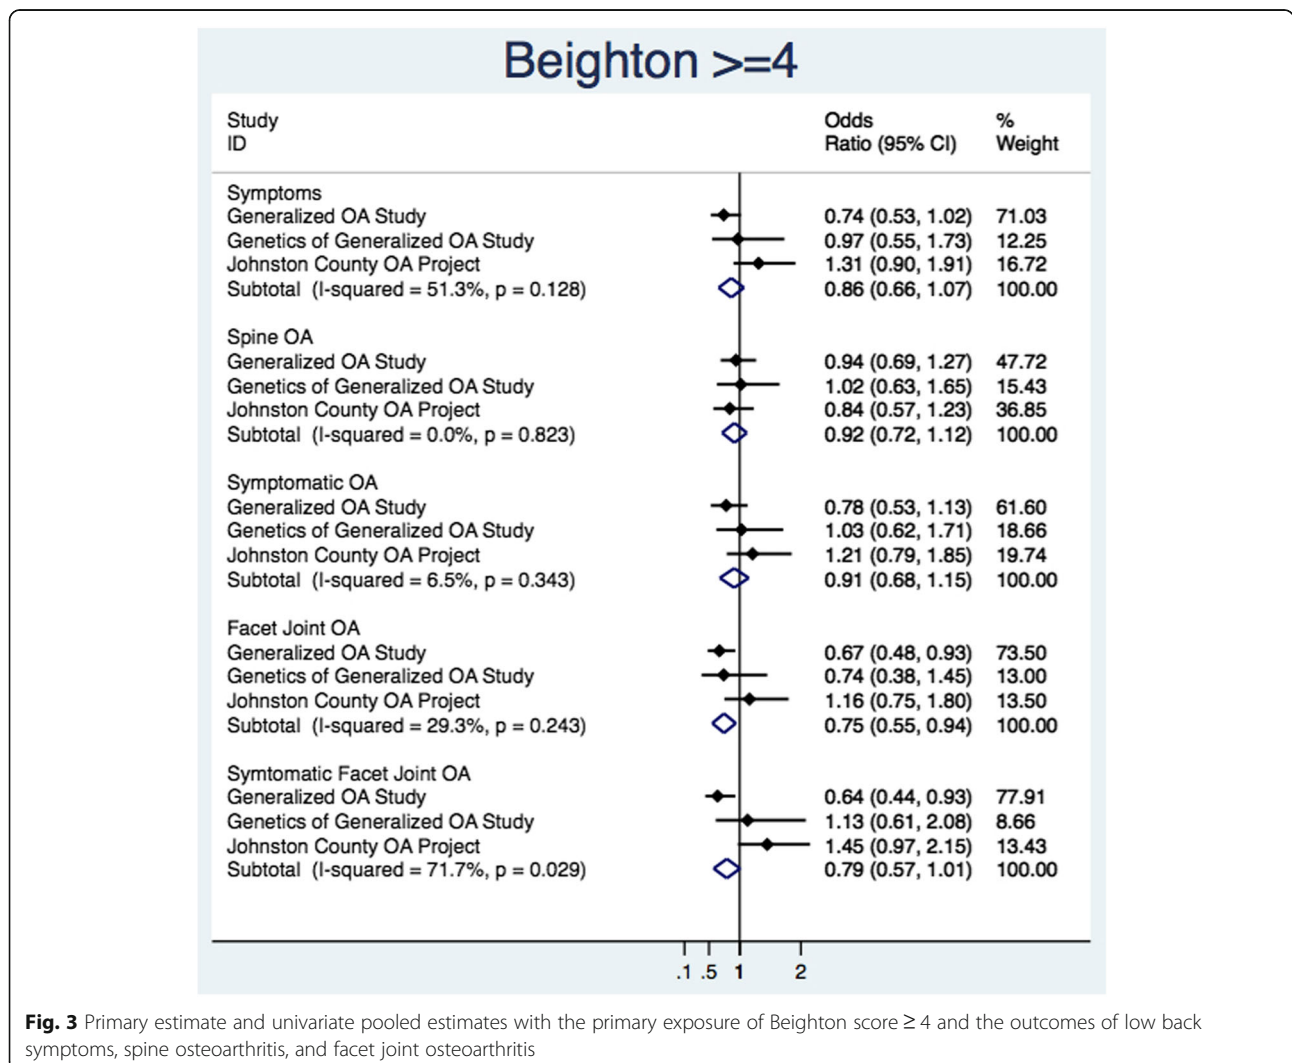 Beighton >=4
Study Odds %
ID Ratio (95% CI) Weight
Symptoms
Generalized OA Study 0.74 (0.53, 1.02) 71.03
Genetics of Generalized OA Study 0.97 (0.55, 1.73) 12.25
Johnston County OA Project 1.31 (0.90, 1.91) 16.72
Subtotal (I-squared = 51.3%, p = 0.128) 0.86 (0.66, 1.07) 100.00
Spine OA
Generalized OA Study 0.94 (0.69, 1.27) 47.72
Genetics of Generalized OA Study 1.02 (0.63, 1.65) 15.43
Johnston County OA Project 0.84 (0.57, 1.23) 36.85
Subtotal (I-squared = 0.0%, p = 0.823) 0.92 (0.72, 1.12) 100.00
Symptomatic OA
Generalized OA Study 0.78 (0.53, 1.13) 61.60
Genetics of Generalized OA Study 1.03 (0.62, 1.71) 18.66
Johnston County OA Project 1.21 (0.79, 1.85) 19.74
Subtotal (I-squared = 6.5%, p = 0.343) 0.91 (0.68, 1.15) 100.00
Facet Joint OA
Generalized OA Study 0.67 (0.48, 0.93) 73.50
Genetics of Generalized OA Study 0.74 (0.38, 1.45) 13.00
Johnston County OA Project 1.16 (0.75, 1.80) 13.50
Subtotal (I-squared = 29.3%, p = 0.243) 0.75 (0.55, 0.94) 100.00
Symtomatic Facet Joint OA
Generalized OA Study 0.64 (0.44, 0.93) 77.91
Genetics of Generalized OA Study 1.13 (0.61, 2.08) 8.66
Johnston County OA Project 1.45 (0.97, 2.15) 13.43
Subtotal (I-squared = 71.7%, p = 0.029) 0.79 (0.57, 1.01) 100.00
.1 .5 1 2
Fig. 3 Primary estimate and univariate pooled estimates with the primary exposure of Beighton score ≥ 4 and the outcomes of low back
symptoms, spine osteoarthritis, and facet joint osteoarthritis